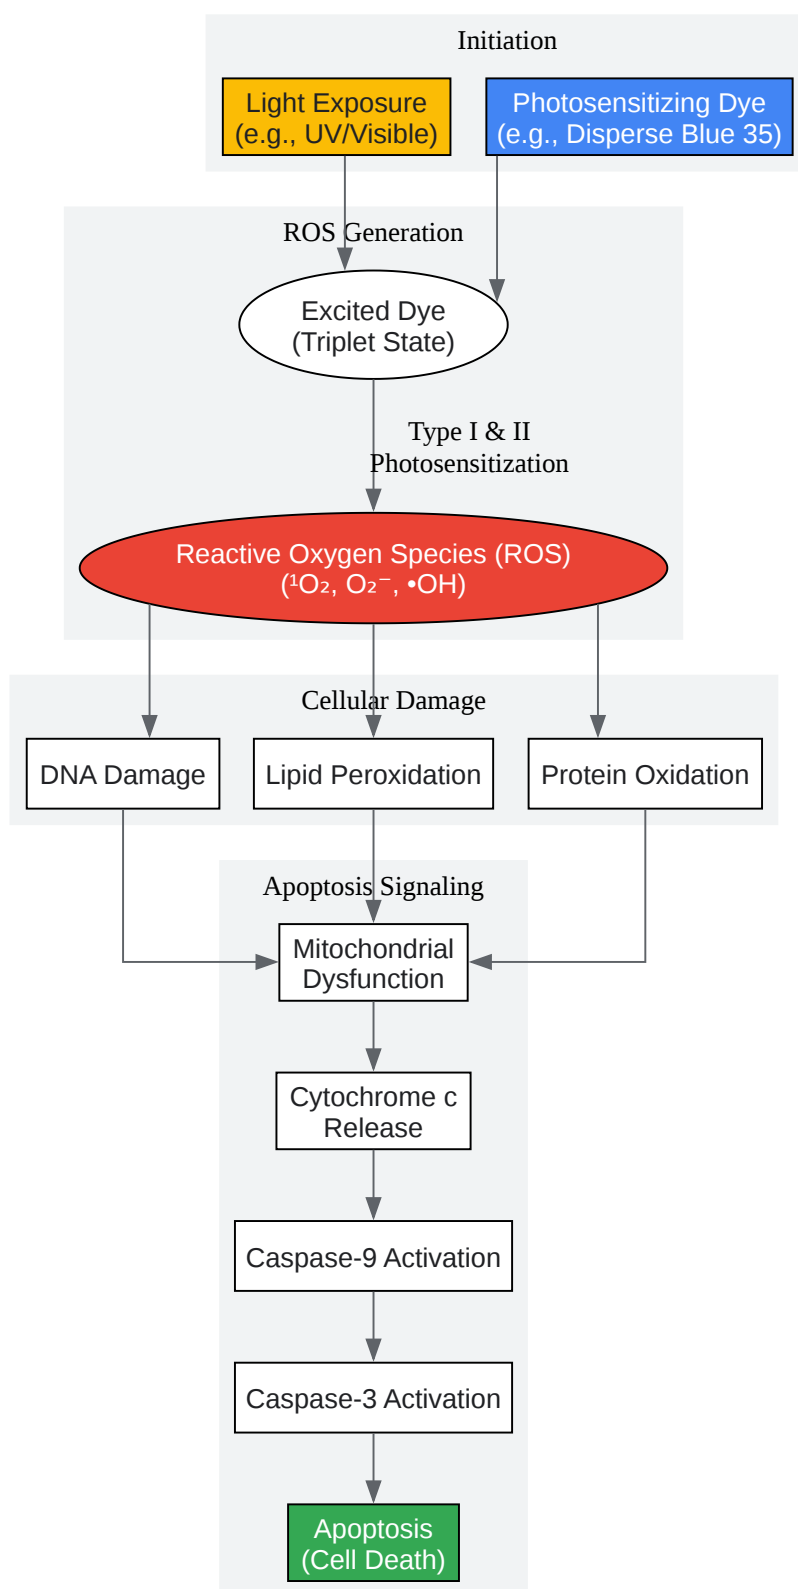 Initiation
Light Exposure
(e.g., UV/Visible)
Photosensitizing Dye
(e.g., Disperse Blue 35)
ROS Generation
Excited Dye
(Triplet State)
Type I & II
Photosensitization
Reactive Oxygen Species (ROS)
(¹O₂, O₂⁻, •OH)
Cellular Damage
DNA Damage
Lipid Peroxidation
Protein Oxidation
Apoptosis Signaling
Mitochondrial
Dysfunction
Cytochrome c
Release
Caspase-9 Activation
Caspase-3 Activation
Apoptosis
(Cell Death)